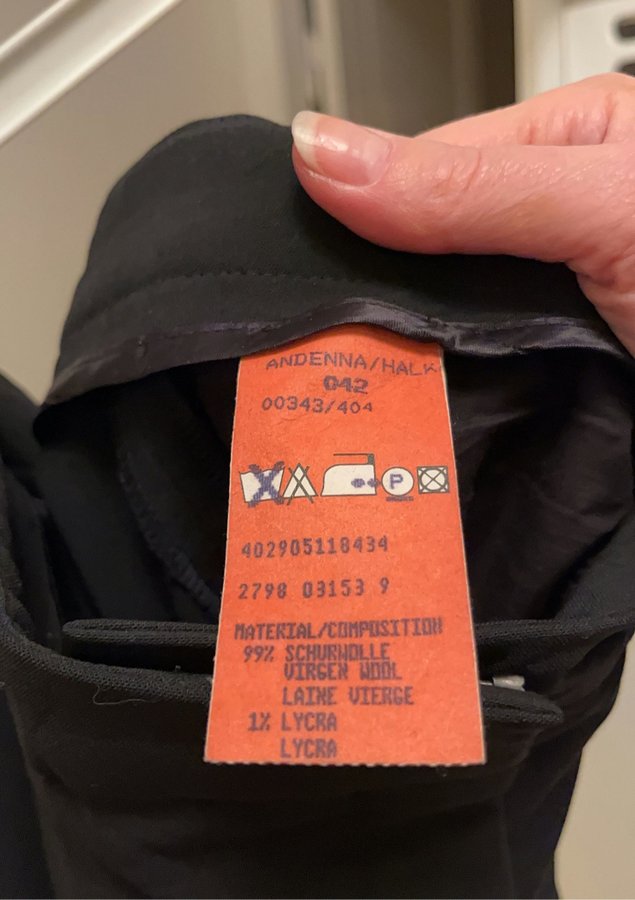 ANDENNA/HALK
042
00343/404
P
402905118434
2798 03153 9
MATERIAL/COMPOSITION
99% SCHURWOLLE
VIRGEN WOOL
LAINE VIERGE
1% LYCRA
LYCRA